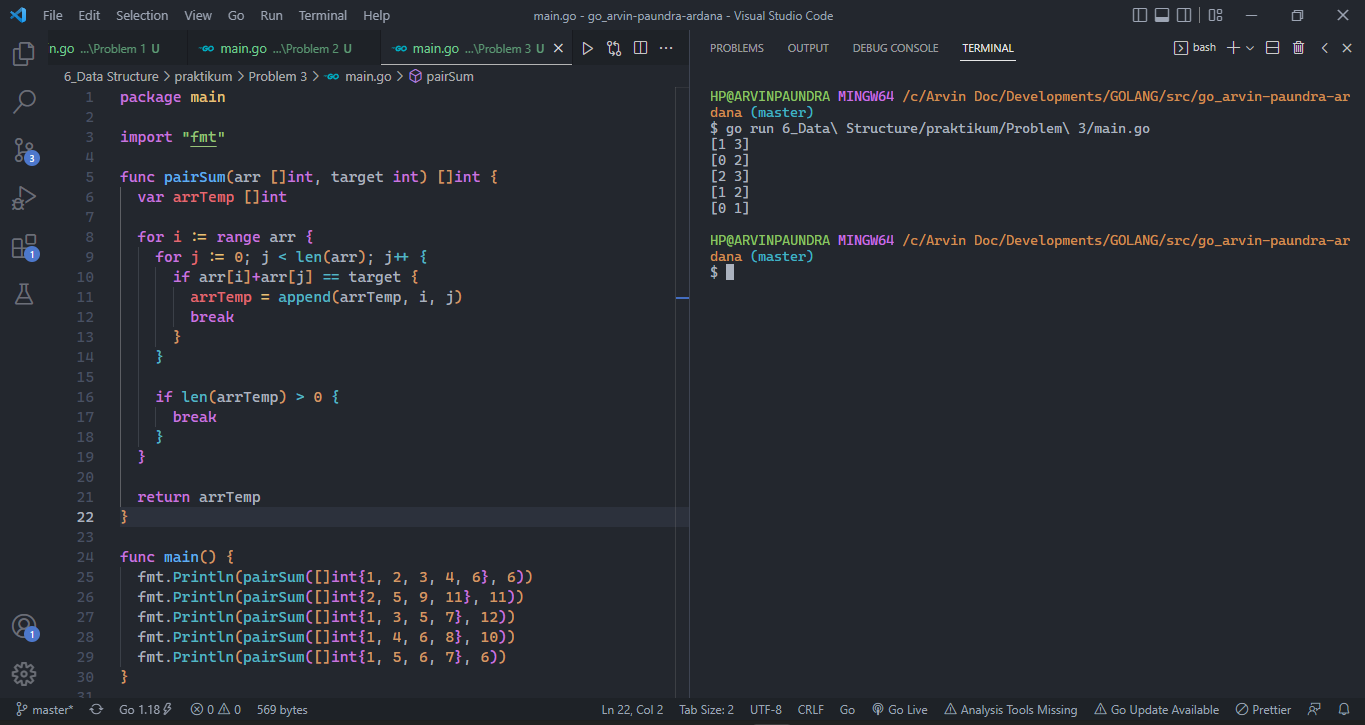 File Edit Selection View Go Run Terminal Help main.go - go_arvin-paundra-ardana - Visual Studio Code
n.go ...\Problem 1 U main.go ...\Problem 2 U main.go ...\Problem 3 U
6_Data Structure > praktikum > Problem 3 > main.go > pairSum
1 package main
2
3 import "fmt"
4
5 func pairSum(arr []int, target int) []int {
6 var arrTemp []int
7
8 for i := range arr {
9 for j := 0; j < len(arr); j++ {
10 if arr[i]+arr[j] == target {
11 arrTemp = append(arrTemp, i, j)
12 break
13 }
14 }
15
16 if len(arrTemp) > 0 {
17 break
18 }
19 }
20
21 return arrTemp
22 }
23
24 func main() {
25 fmt.Println(pairSum([]int{1, 2, 3, 4, 6}, 6))
26 fmt.Println(pairSum([]int{2, 5, 9, 11}, 11))
27 fmt.Println(pairSum([]int{1, 3, 5, 7}, 12))
28 fmt.Println(pairSum([]int{1, 4, 6, 8}, 10))
29 fmt.Println(pairSum([]int{1, 5, 6, 7}, 6))
30 }
31
PROBLEMS OUTPUT DEBUG CONSOLE TERMINAL bash
HP@ARVINPAUNDRA MINGW64 /c/Arvin Doc/Developments/GOLANG/src/go_arvin-paundra-ar
dana (master)
$ go run 6_Data\ Structure/praktikum/Problem\ 3/main.go
[1 3]
[0 2]
[2 3]
[1 2]
[0 1]
HP@ARVINPAUNDRA MINGW64 /c/Arvin Doc/Developments/GOLANG/src/go_arvin-paundra-ar
dana (master)
$
3
1
1
master* Go 1.18 0 0 569 bytes Ln 22, Col 2 Tab Size: 2 UTF-8 CRLF Go Go Live Analysis Tools Missing Go Update Available Prettier